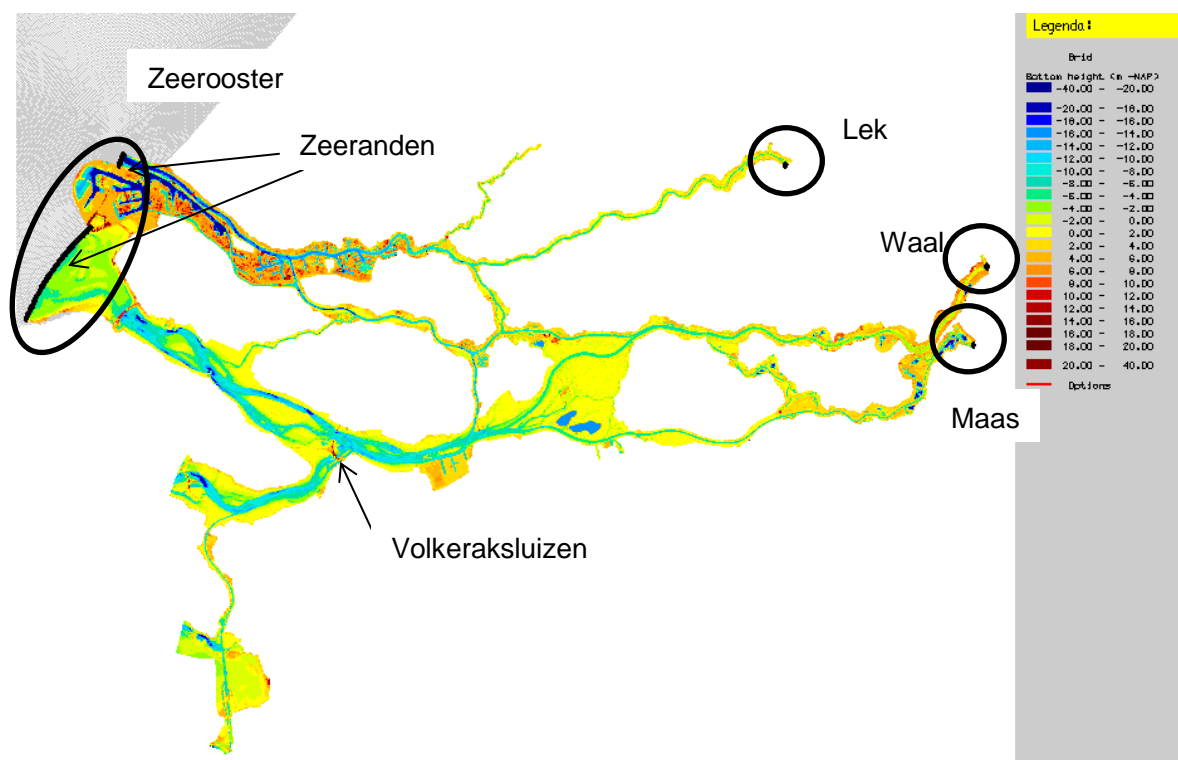 Zeerooster
Zeeranden
Lek
Waal
Maas
Volkeraksluizen
Legenda:
Grid
Bottom height (m -NAP)
-40.00 - -20.00
-20.00 - -18.00
-18.00 - -16.00
-16.00 - -14.00
-14.00 - -12.00
-12.00 - -10.00
-10.00 - -8.00
-8.00 - -6.00
-6.00 - -4.00
-4.00 - -2.00
-2.00 - 0.00
0.00 - 2.00
2.00 - 4.00
4.00 - 6.00
6.00 - 8.00
8.00 - 10.00
10.00 - 12.00
12.00 - 14.00
14.00 - 16.00
16.00 - 18.00
18.00 - 20.00
20.00 - 40.00
Options